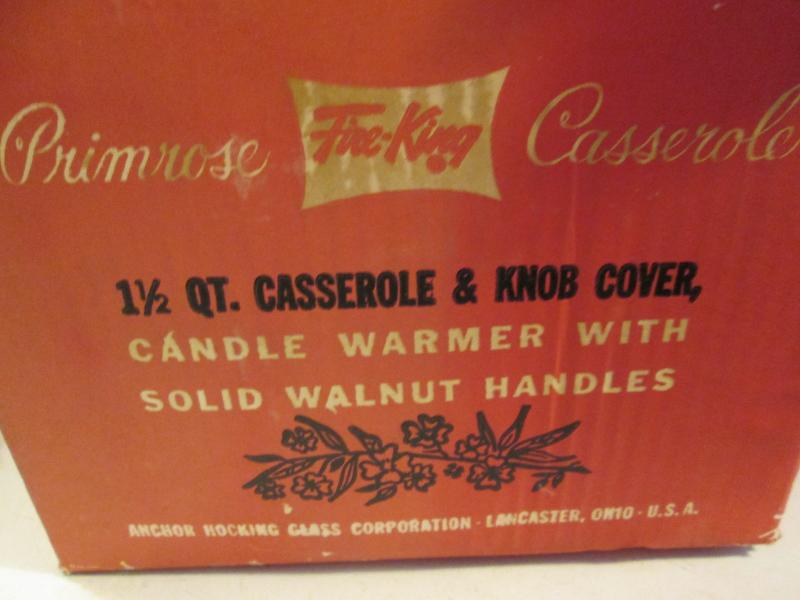 Primrose Fire-King Casserole
1½ QT. CASSEROLE & KNOB COVER,
CANDLE WARMER WITH
SOLID WALNUT HANDLES
ANCHOR HOCKING GLASS CORPORATION - LANCASTER, OHIO - U.S.A.